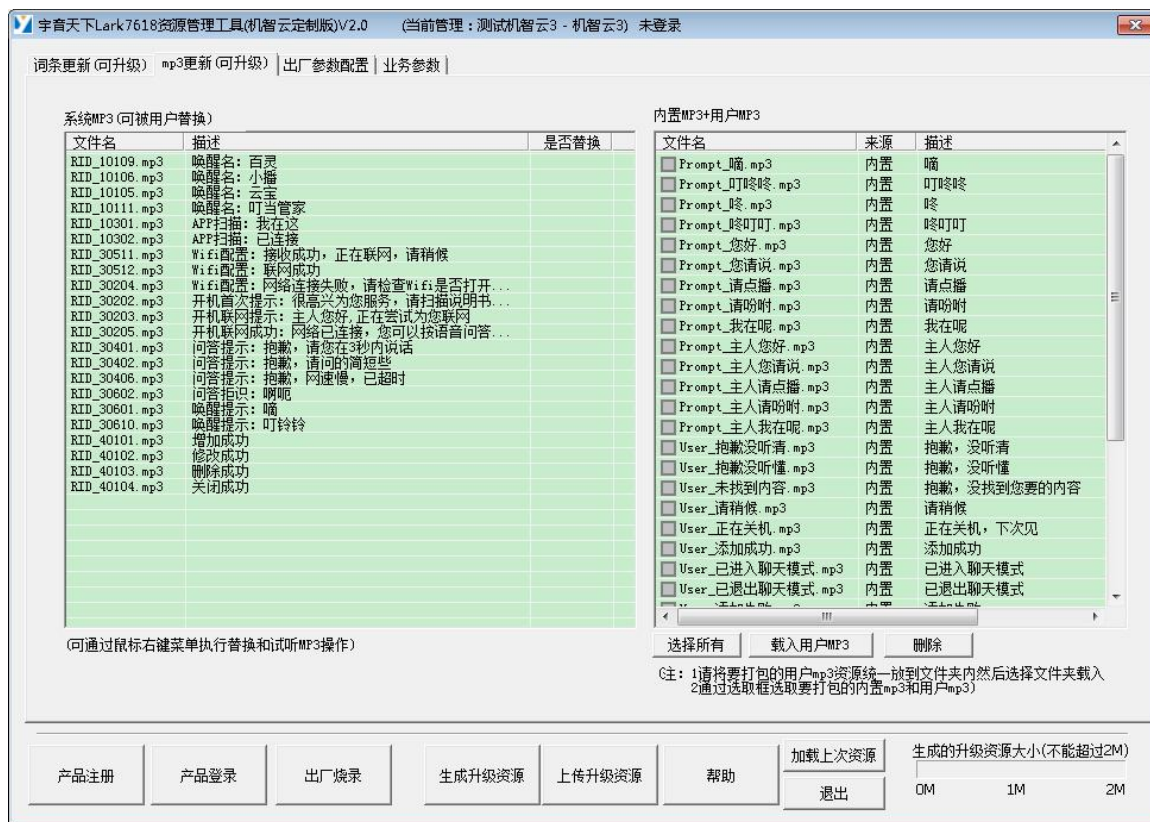 宇音天下Lark7618资源管理工具(机智云定制版)V2.0 (当前管理：测试机智云3 - 机智云3) 未登录
词条更新(可升级) mp3更新(可升级) 出厂参数配置 业务参数
系统MP3(可被用户替换)
文件名 描述 是否替换
RID_10109.mp3 唤醒名：百灵
RID_10106.mp3 唤醒名：小播
RID_10105.mp3 唤醒名：云宝
RID_10111.mp3 唤醒名：叮当管家
RID_10301.mp3 APP扫描：我在这
RID_10302.mp3 APP扫描：已连接
RID_30511.mp3 Wifi配置：接收成功，正在联网，请稍候
RID_30512.mp3 Wifi配置：联网成功
RID_30204.mp3 Wifi配置：网络连接失败，请检查Wifi是否打开...
RID_30202.mp3 开机首次提示：很高兴为您服务，请扫描说明书...
RID_30203.mp3 开机联网提示：主人您好,正在尝试为您联网
RID_30205.mp3 开机联网成功：网络已连接，您可以按语音问答...
RID_30401.mp3 问答提示：抱歉，请您在3秒内说话
RID_30402.mp3 问答提示：抱歉，请问的简短些
RID_30406.mp3 问答提示：抱歉，网速慢，已超时
RID_30602.mp3 问答拒识：啊呃
RID_30601.mp3 唤醒提示：嘀
RID_30610.mp3 唤醒提示：叮铃铃
RID_40101.mp3 增加成功
RID_40102.mp3 修改成功
RID_40103.mp3 删除成功
RID_40104.mp3 关闭成功
(可通过鼠标右键菜单执行替换和试听MP3操作)
内置MP3+用户MP3
文件名 来源 描述
Prompt_嘀.mp3 内置 嘀
Prompt_叮咚咚.mp3 内置 叮咚咚
Prompt_咚.mp3 内置 咚
Prompt_咚叮叮.mp3 内置 咚叮叮
Prompt_您好.mp3 内置 您好
Prompt_您请说.mp3 内置 您请说
Prompt_请点播.mp3 内置 请点播
Prompt_请吩咐.mp3 内置 请吩咐
Prompt_我在呢.mp3 内置 我在呢
Prompt_主人您好.mp3 内置 主人您好
Prompt_主人您请说.mp3 内置 主人您请说
Prompt_主人请点播.mp3 内置 主人请点播
Prompt_主人请吩咐.mp3 内置 主人请吩咐
Prompt_主人我在呢.mp3 内置 主人我在呢
User_抱歉没听清.mp3 内置 抱歉，没听清
User_抱歉没听懂.mp3 内置 抱歉，没听懂
User_未找到内容.mp3 内置 抱歉，没找到您要的内容
User_请稍候.mp3 内置 请稍候
User_正在关机.mp3 内置 正在关机，下次见
User_添加成功.mp3 内置 添加成功
User_已进入聊天模式.mp3 内置 已进入聊天模式
User_已退出聊天模式.mp3 内置 已退出聊天模式
选择所有 载入用户MP3 删除
(注：1请将要打包的用户mp3资源统一放到文件夹内然后选择文件夹载入
2通过选取框选取要打包的内置mp3和用户mp3)
产品注册 产品登录 出厂烧录 生成升级资源 上传升级资源 帮助
加载上次资源
退出
生成的升级资源大小(不能超过2M)
0M 1M 2M